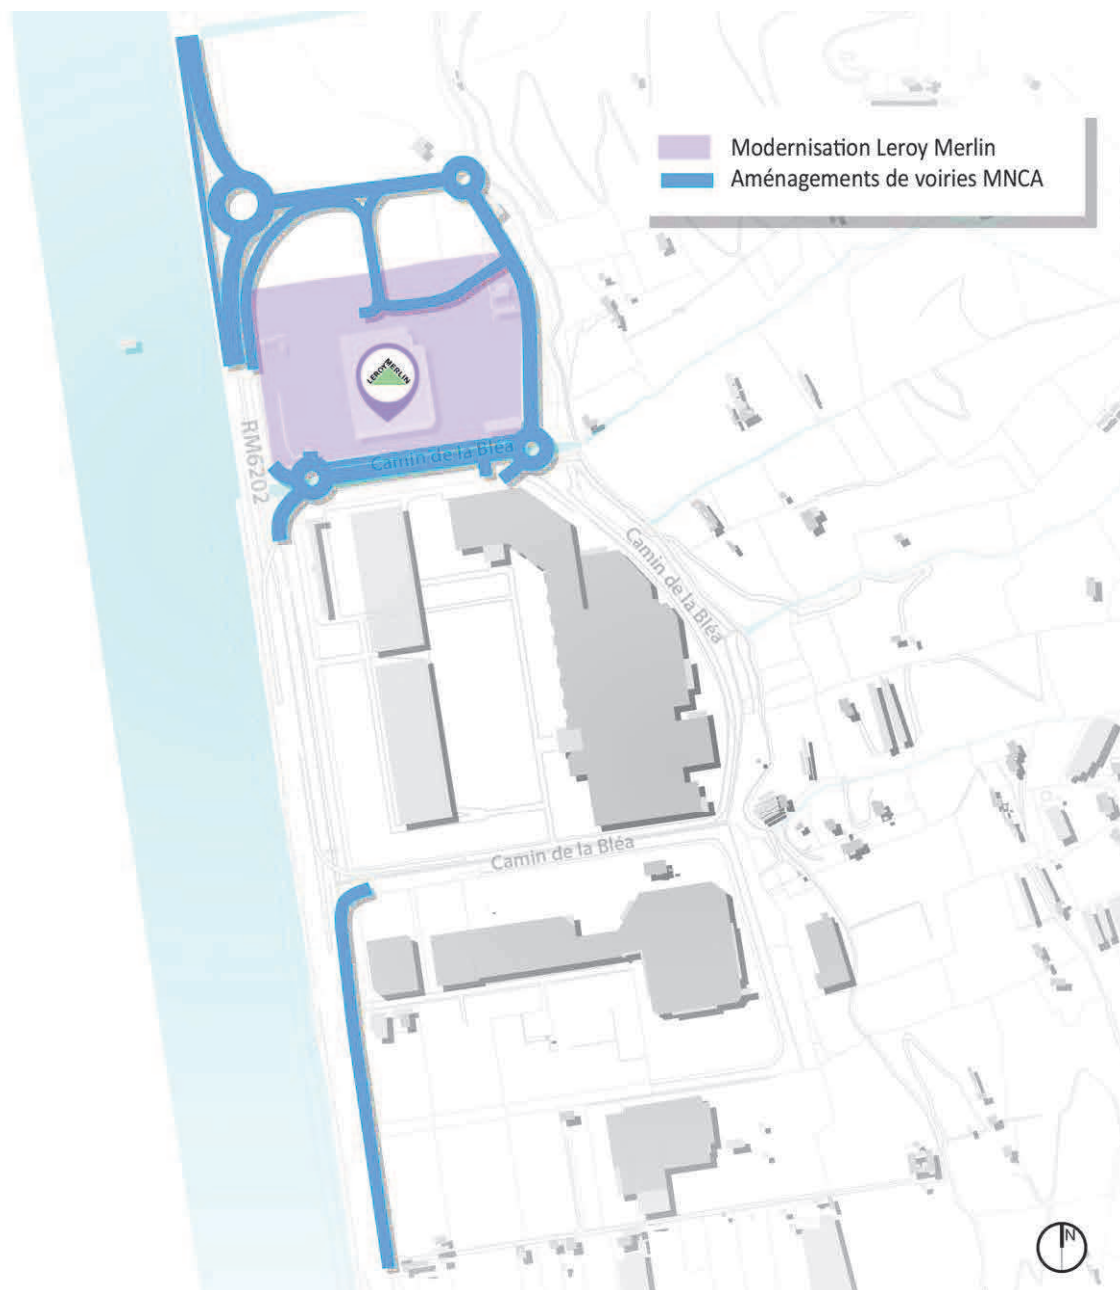 Modernisation Leroy Merlin
Aménagements de voiries MNCA
LEROY MERLIN
RM6202
Camin de la Bléa
Camin de la Bléa
Camin de la Bléa
N